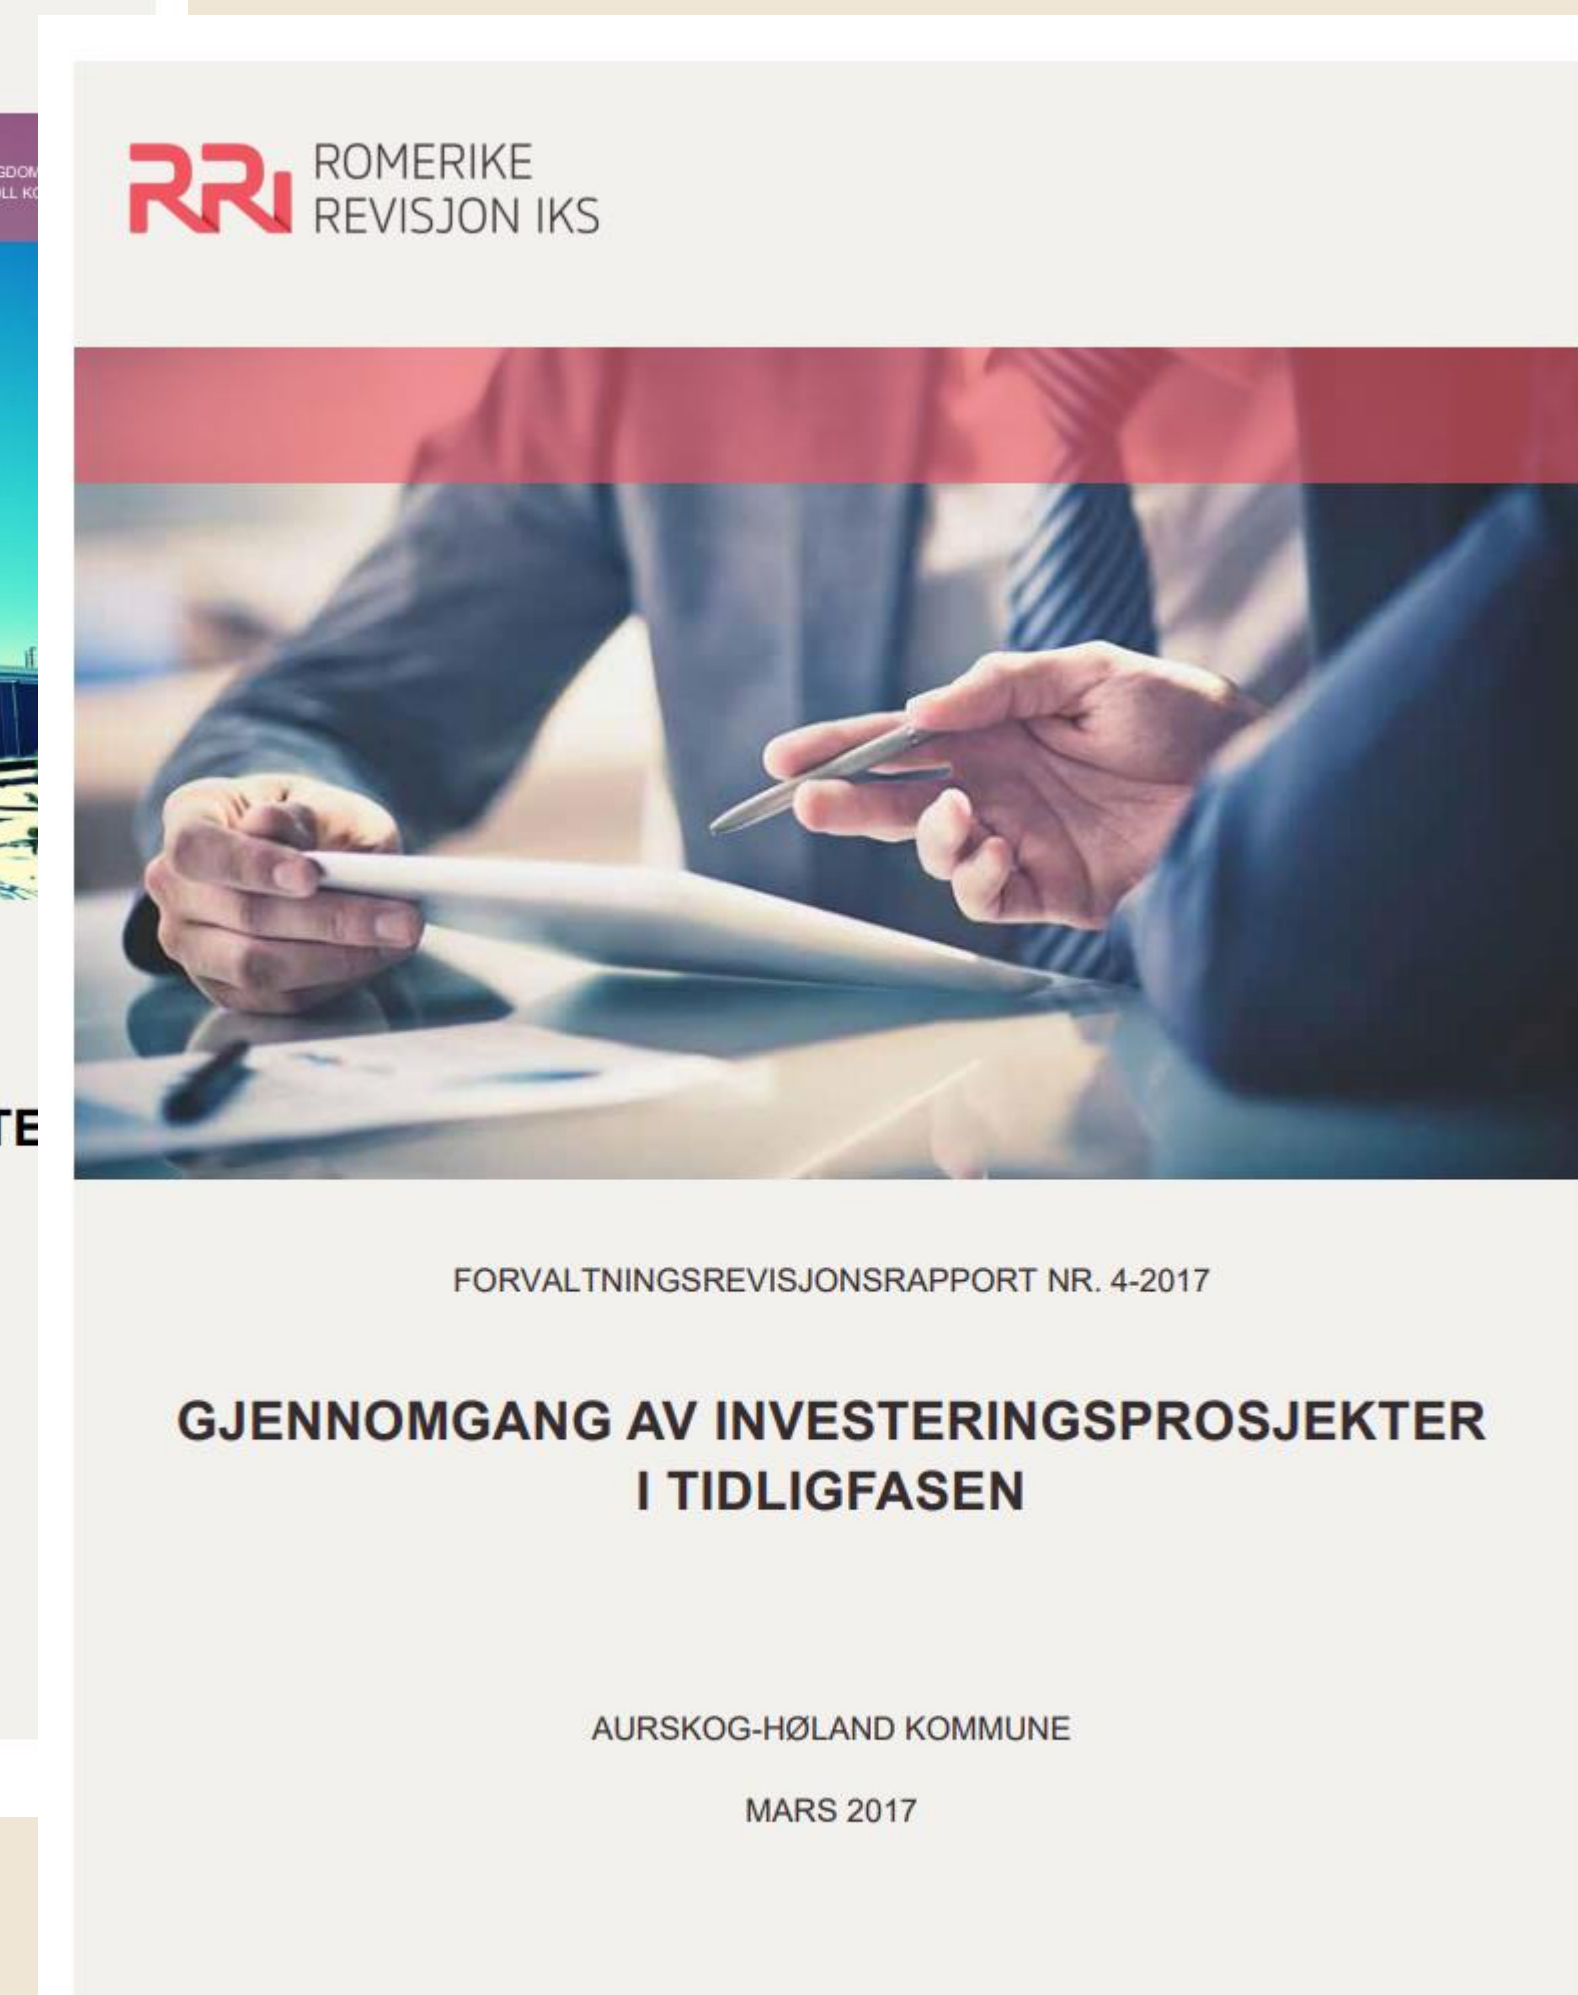 RRI
ROMERIKE
REVISJON IKS
FORVALTNINGSREVISJONSRAPPORT NR. 4-2017
GJENNOMGANG AV INVESTERINGSPROSJEKTER
I TIDLIGFASEN
AURSKOG-HØLAND KOMMUNE
MARS 2017